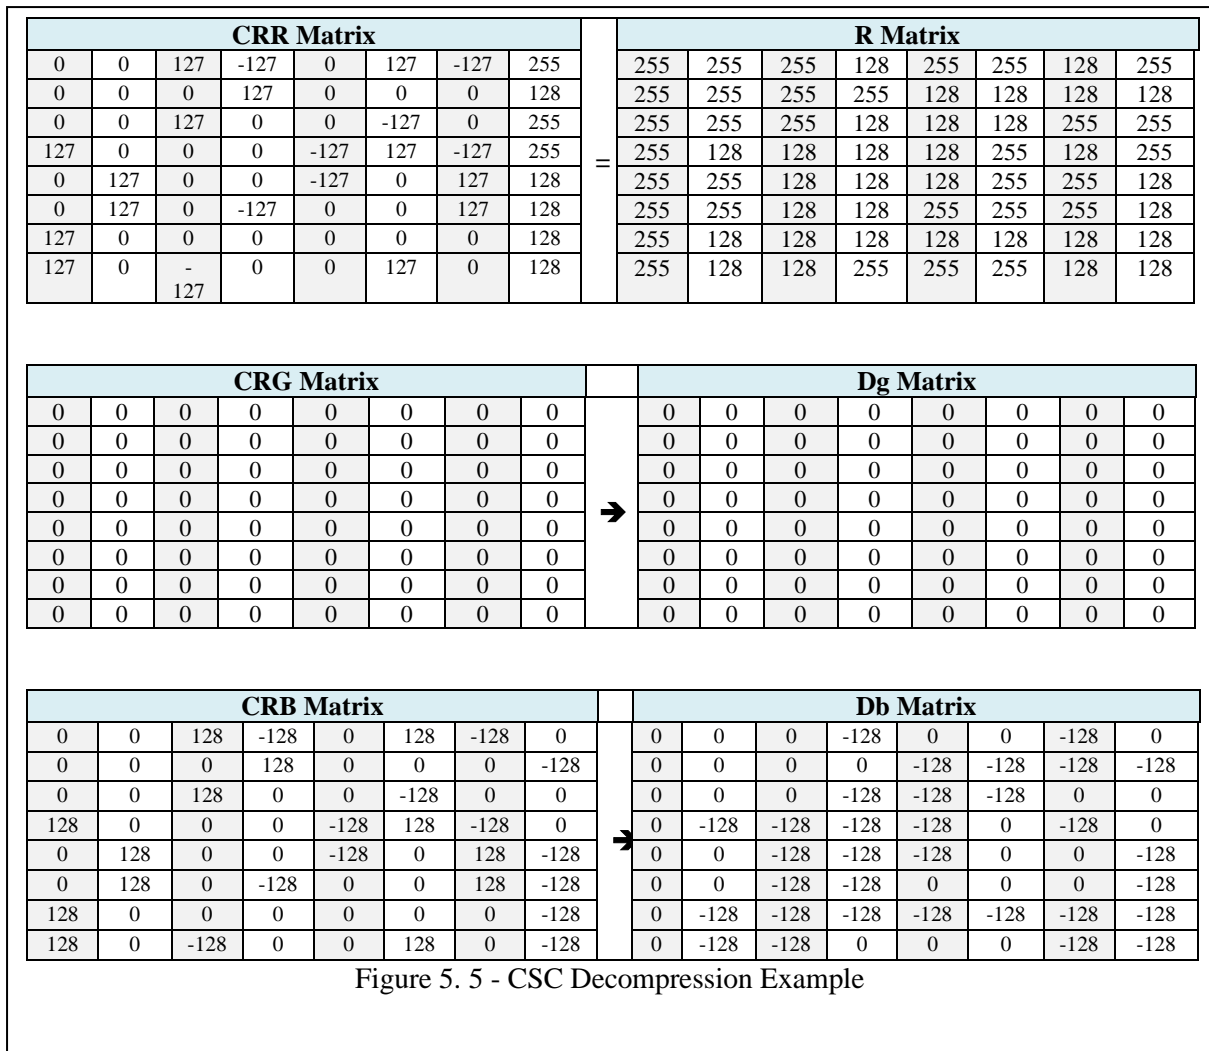 CRR Matrix R Matrix
0 0 127 -127 0 127 -127 255 255 255 255 128 255 255 128 255
0 0 0 127 0 0 0 128 255 255 255 255 128 128 128 128
0 0 127 0 0 -127 0 255 255 255 255 128 128 128 255 255
127 0 0 0 -127 127 -127 255 = 255 128 128 128 128 255 128 255
0 127 0 0 -127 0 127 128 255 255 128 128 128 255 255 128
0 127 0 -127 0 0 127 128 255 255 128 128 255 255 255 128
127 0 0 0 0 0 0 128 255 128 128 128 128 128 128 128
127 0 - 0 0 127 0 128 255 128 128 255 255 255 128 128
127
CRG Matrix Dg Matrix
0 0 0 0 0 0 0 0 0 0 0 0 0 0 0 0
0 0 0 0 0 0 0 0 0 0 0 0 0 0 0 0
0 0 0 0 0 0 0 0 0 0 0 0 0 0 0 0
0 0 0 0 0 0 0 0 0 0 0 0 0 0 0 0
0 0 0 0 0 0 0 0 ➔ 0 0 0 0 0 0 0 0
0 0 0 0 0 0 0 0 0 0 0 0 0 0 0 0
0 0 0 0 0 0 0 0 0 0 0 0 0 0 0 0
0 0 0 0 0 0 0 0 0 0 0 0 0 0 0 0
CRB Matrix Db Matrix
0 0 128 -128 0 128 -128 0 0 0 0 -128 0 0 -128 0
0 0 0 128 0 0 0 -128 0 0 0 0 -128 -128 -128 -128
0 0 128 0 0 -128 0 0 0 0 0 -128 -128 -128 0 0
128 0 0 0 -128 128 -128 0 ➔ 0 -128 -128 -128 -128 0 -128 0
0 128 0 0 -128 0 128 -128 0 0 -128 -128 -128 0 0 -128
0 128 0 -128 0 0 128 -128 0 0 -128 -128 0 0 0 -128
128 0 0 0 0 0 0 -128 0 -128 -128 -128 -128 -128 -128 -128
128 0 -128 0 0 128 0 -128 0 -128 -128 0 0 0 -128 -128
Figure 5. 5 - CSC Decompression Example